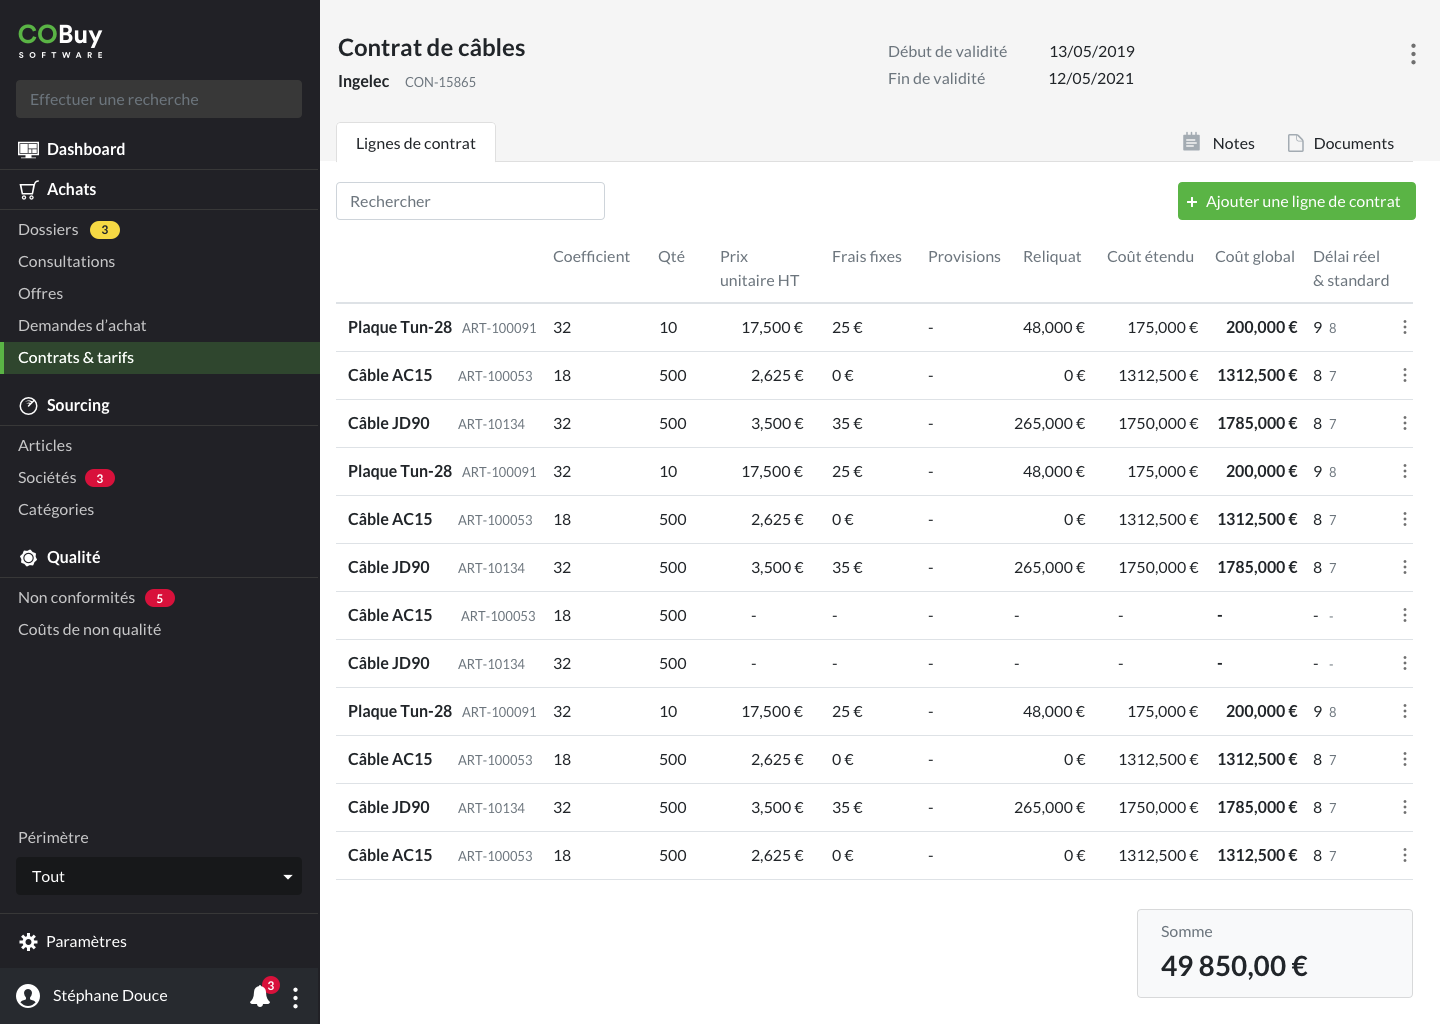 COBuy
SOFTWARE
Effectuer une recherche
Dashboard
Achats
Dossiers 3
Consultations
Offres
Demandes d’achat
Contrats & tarifs
Sourcing
Articles
Sociétés 3
Catégories
Qualité
Non conformités 5
Coûts de non qualité
Périmètre
Tout
Paramètres
Stéphane Douce 3
Contrat de câbles
Ingelec CON-15865
Début de validité 13/05/2019
Fin de validité 12/05/2021
Lignes de contrat Notes Documents
Rechercher + Ajouter une ligne de contrat
Coefficient Qté Prix Frais fixes Provisions Reliquat Coût étendu Coût global Délai réel
unitaire HT & standard
Plaque Tun-28 ART-100091 32 10 17,500 € 25 € - 48,000 € 175,000 € 200,000 € 9 8
Câble AC15 ART-100053 18 500 2,625 € 0 € - 0 € 1312,500 € 1312,500 € 8 7
Câble JD90 ART-10134 32 500 3,500 € 35 € - 265,000 € 1750,000 € 1785,000 € 8 7
Plaque Tun-28 ART-100091 32 10 17,500 € 25 € - 48,000 € 175,000 € 200,000 € 9 8
Câble AC15 ART-100053 18 500 2,625 € 0 € - 0 € 1312,500 € 1312,500 € 8 7
Câble JD90 ART-10134 32 500 3,500 € 35 € - 265,000 € 1750,000 € 1785,000 € 8 7
Câble AC15 ART-100053 18 500 - - - - - - - -
Câble JD90 ART-10134 32 500 - - - - - - - -
Plaque Tun-28 ART-100091 32 10 17,500 € 25 € - 48,000 € 175,000 € 200,000 € 9 8
Câble AC15 ART-100053 18 500 2,625 € 0 € - 0 € 1312,500 € 1312,500 € 8 7
Câble JD90 ART-10134 32 500 3,500 € 35 € - 265,000 € 1750,000 € 1785,000 € 8 7
Câble AC15 ART-100053 18 500 2,625 € 0 € - 0 € 1312,500 € 1312,500 € 8 7
Somme
49 850,00 €